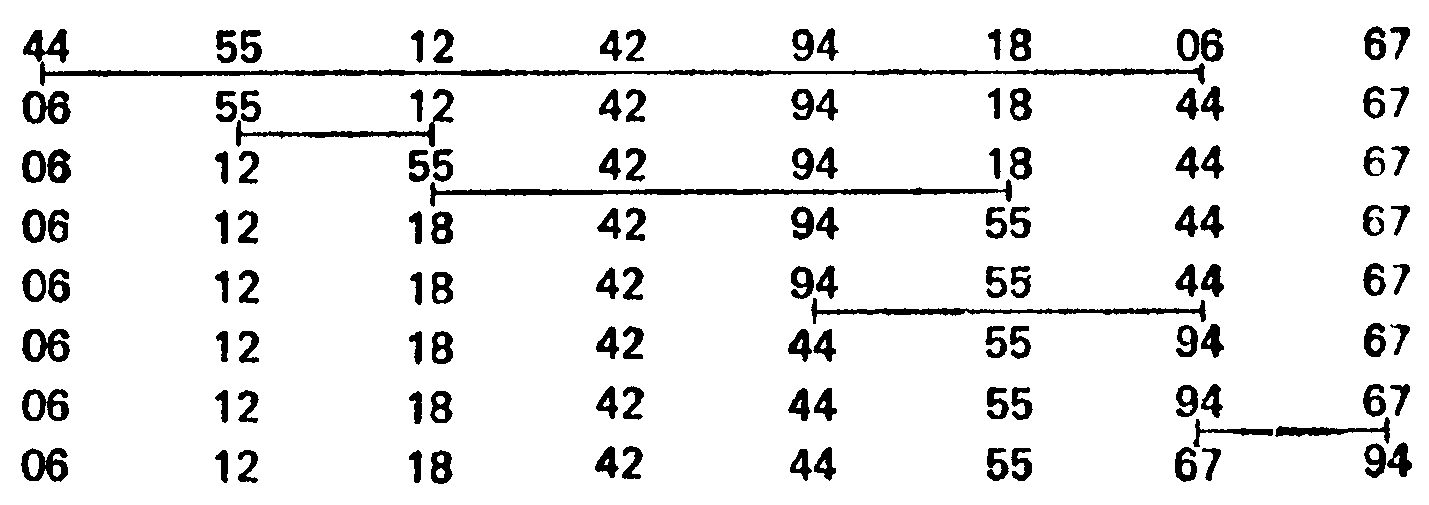 44 55 12 42 94 18 06 67
06 55 12 42 94 18 44 67
06 12 55 42 94 18 44 67
06 12 18 42 94 55 44 67
06 12 18 42 94 55 44 67
06 12 18 42 44 55 94 67
06 12 18 42 44 55 94 67
06 12 18 42 44 55 67 94